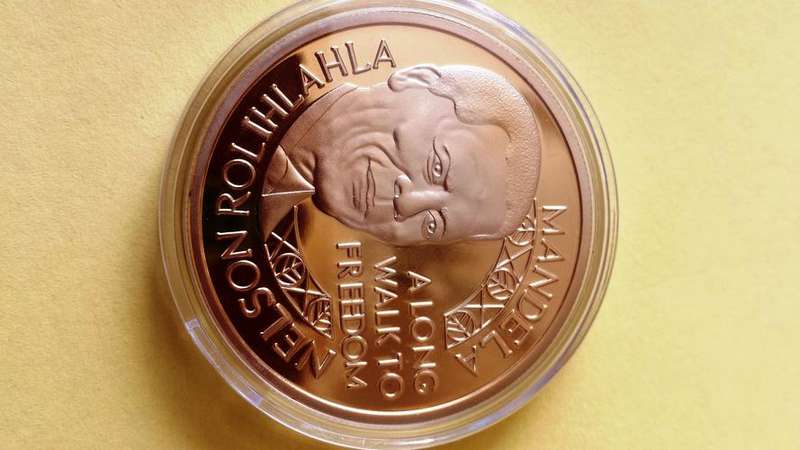 NELSON ROLIHLAHLA
MANDELA
A LONG
WALK TO
FREEDOM